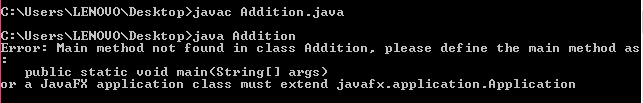 C:\Users\LENOVO\Desktop>javac Addition.java
C:\Users\LENOVO\Desktop>java Addition
Error: Main method not found in class Addition, please define the main method as
:
   public static void main(String[] args)
or a JavaFX application class must extend javafx.application.Application